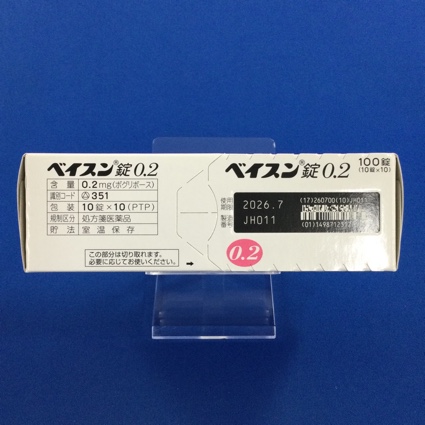 ベイスン®錠0.2
含量 0.2mg(ボグリボース)
識別コード 351
包装 10錠×10(PTP)
規制区分 処方箋医薬品
貯法 室温保存
この部分は切り取れます。
必要に応じてお使いください。
ベイスン®錠0.2
100錠
(10錠×10)
使用期限 2026.7
製造番号 JH011
(17)260700(10)JH011
(01)1498712
0.2